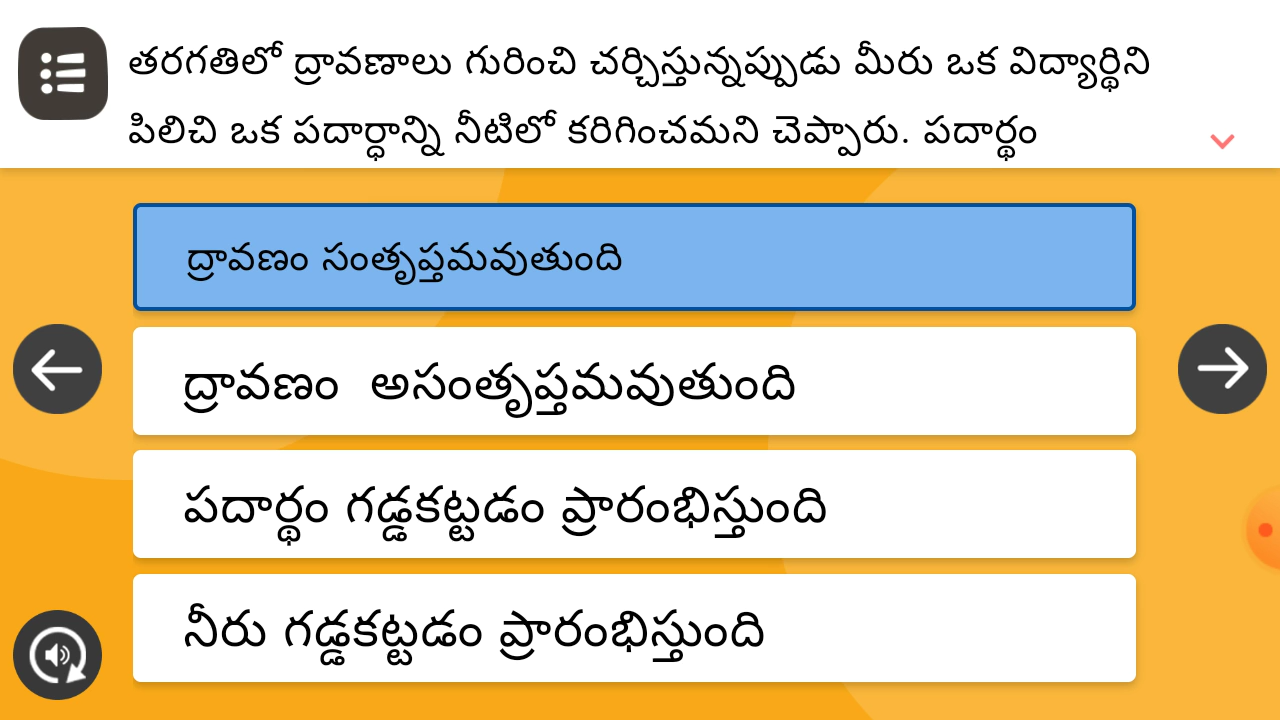 తరగతిలో ద్రావణాలు గురించి చర్చిస్తున్నప్పుడు మీరు ఒక విద్యార్థిని
పిలిచి ఒక పదార్ధాన్ని నీటిలో కరిగించమని చెప్పారు. పదార్థం
ద్రావణం సంతృప్తమవుతుంది
ద్రావణం  అసంతృప్తమవుతుంది
పదార్థం గడ్డకట్టడం ప్రారంభిస్తుంది
నీరు గడ్డకట్టడం ప్రారంభిస్తుంది